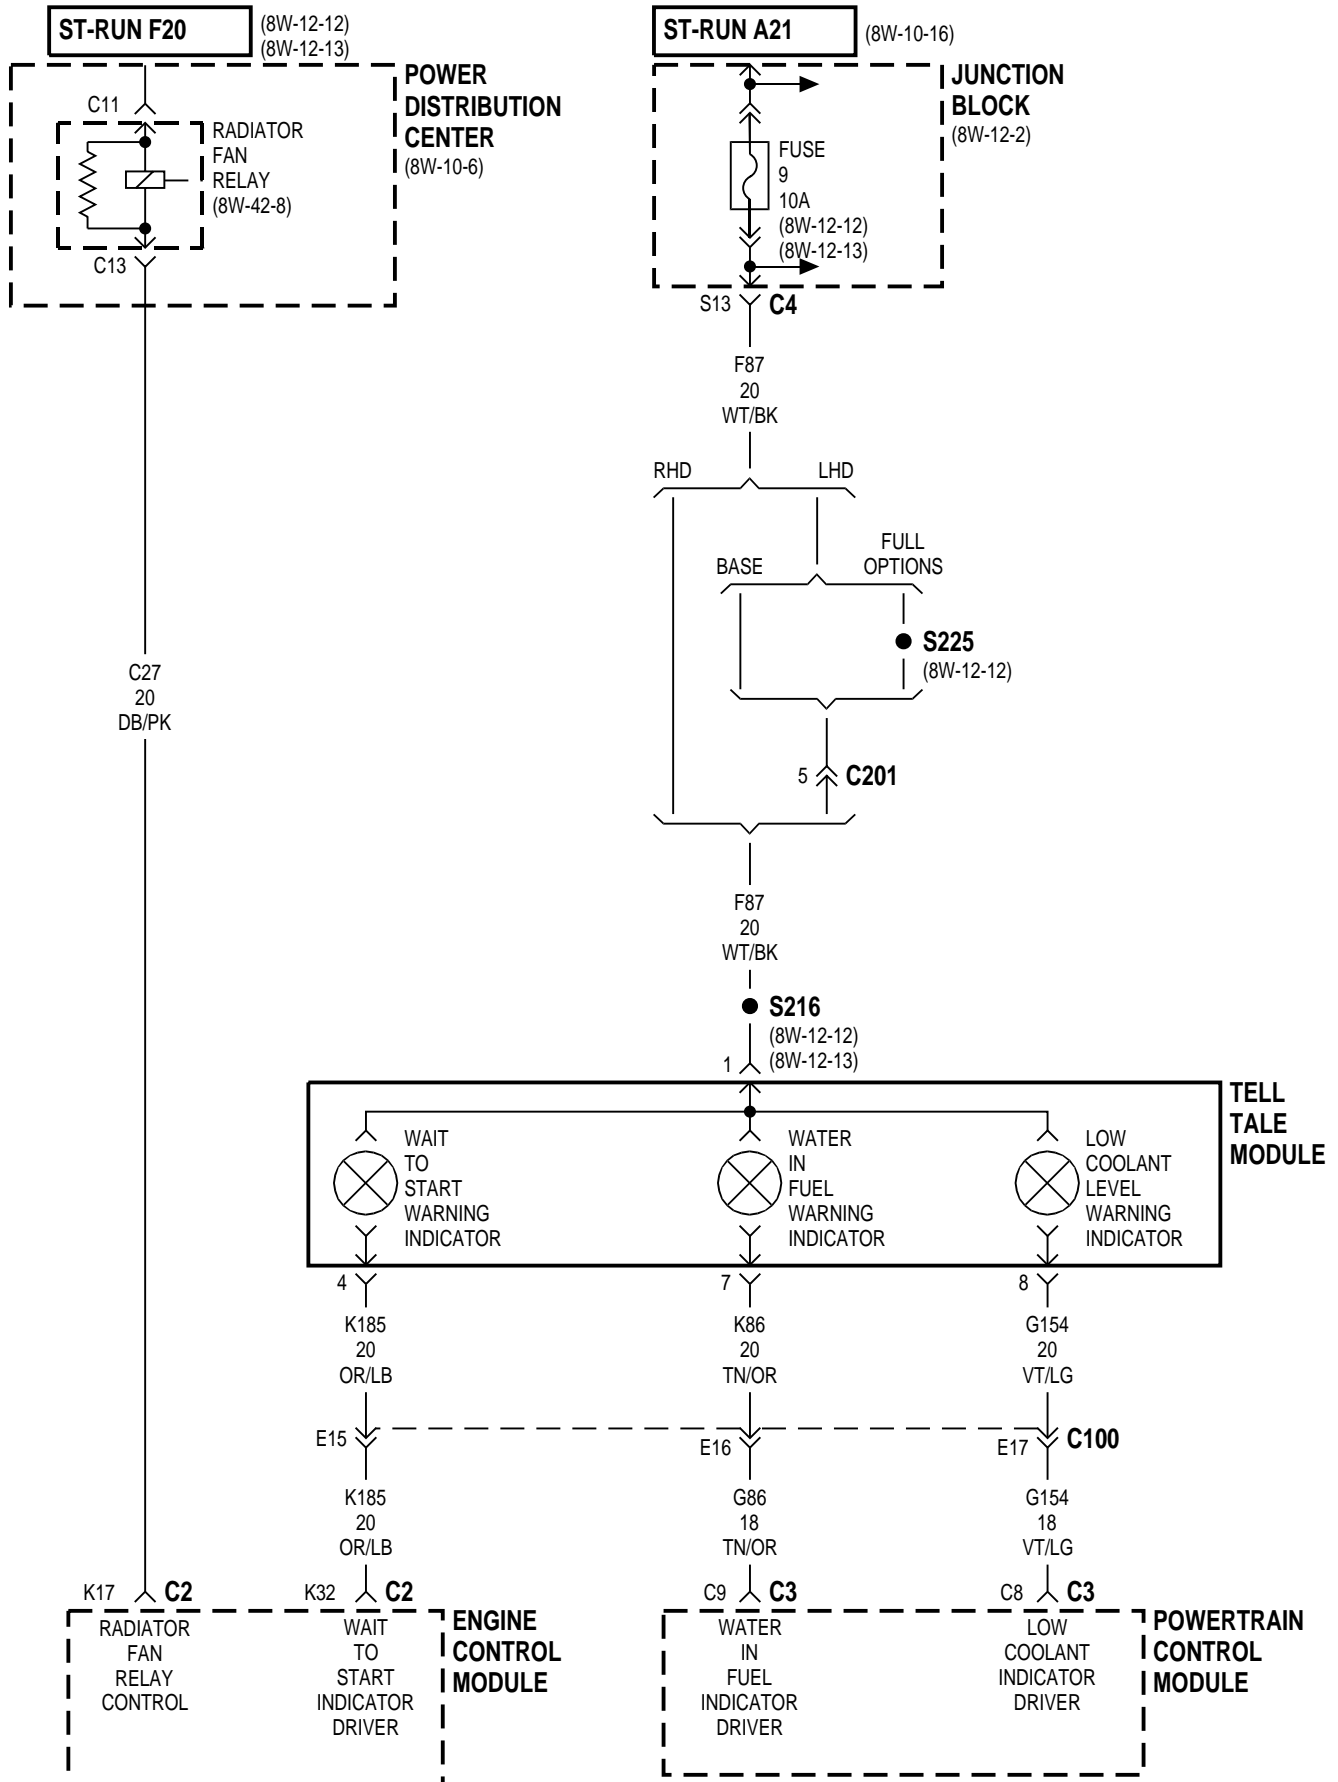 ST-RUN F20
(8W-12-12)
(8W-12-13)
ST-RUN A21
(8W-10-16)
POWER
DISTRIBUTION
CENTER
(8W-10-6)
C11
RADIATOR
FAN
RELAY
(8W-42-8)
C13
JUNCTION
BLOCK
(8W-12-2)
FUSE
9
10A
(8W-12-12)
(8W-12-13)
S13
C4
F87
20
WT/BK
RHD
LHD
BASE
FULL
OPTIONS
S225
(8W-12-12)
C27
20
DB/PK
5
C201
F87
20
WT/BK
S216
(8W-12-12)
(8W-12-13)
1
TELL
TALE
MODULE
WAIT
TO
START
WARNING
INDICATOR
WATER
IN
FUEL
WARNING
INDICATOR
LOW
COOLANT
LEVEL
WARNING
INDICATOR
4
7
8
K185
20
OR/LB
K86
20
TN/OR
G154
20
VT/LG
E15
E16
E17
C100
K185
20
OR/LB
G86
18
TN/OR
G154
18
VT/LG
K17
C2
K32
C2
C9
C3
C8
C3
RADIATOR
FAN
RELAY
CONTROL
WAIT
TO
START
INDICATOR
DRIVER
ENGINE
CONTROL
MODULE
WATER
IN
FUEL
INDICATOR
DRIVER
LOW
COOLANT
INDICATOR
DRIVER
POWERTRAIN
CONTROL
MODULE